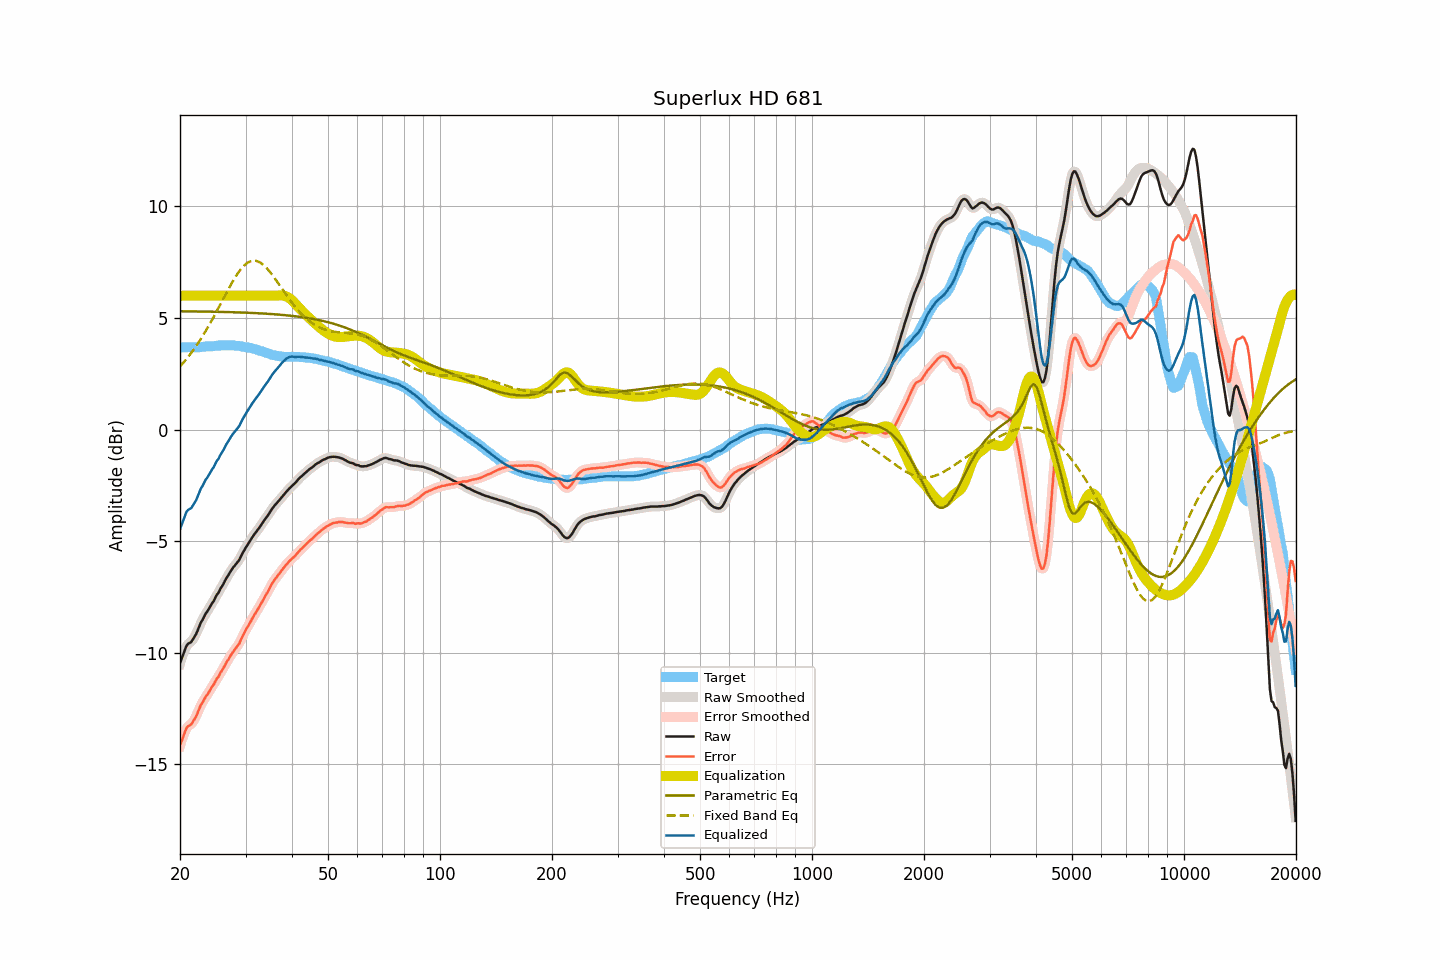 Superlux HD 681
Amplitude (dBr)
10
5
0
−5
−10
−15
Target
Raw Smoothed
Error Smoothed
Raw
Error
Equalization
Parametric Eq
Fixed Band Eq
Equalized
20 50 100 200 500 1000 2000 5000 10000 20000
Frequency (Hz)